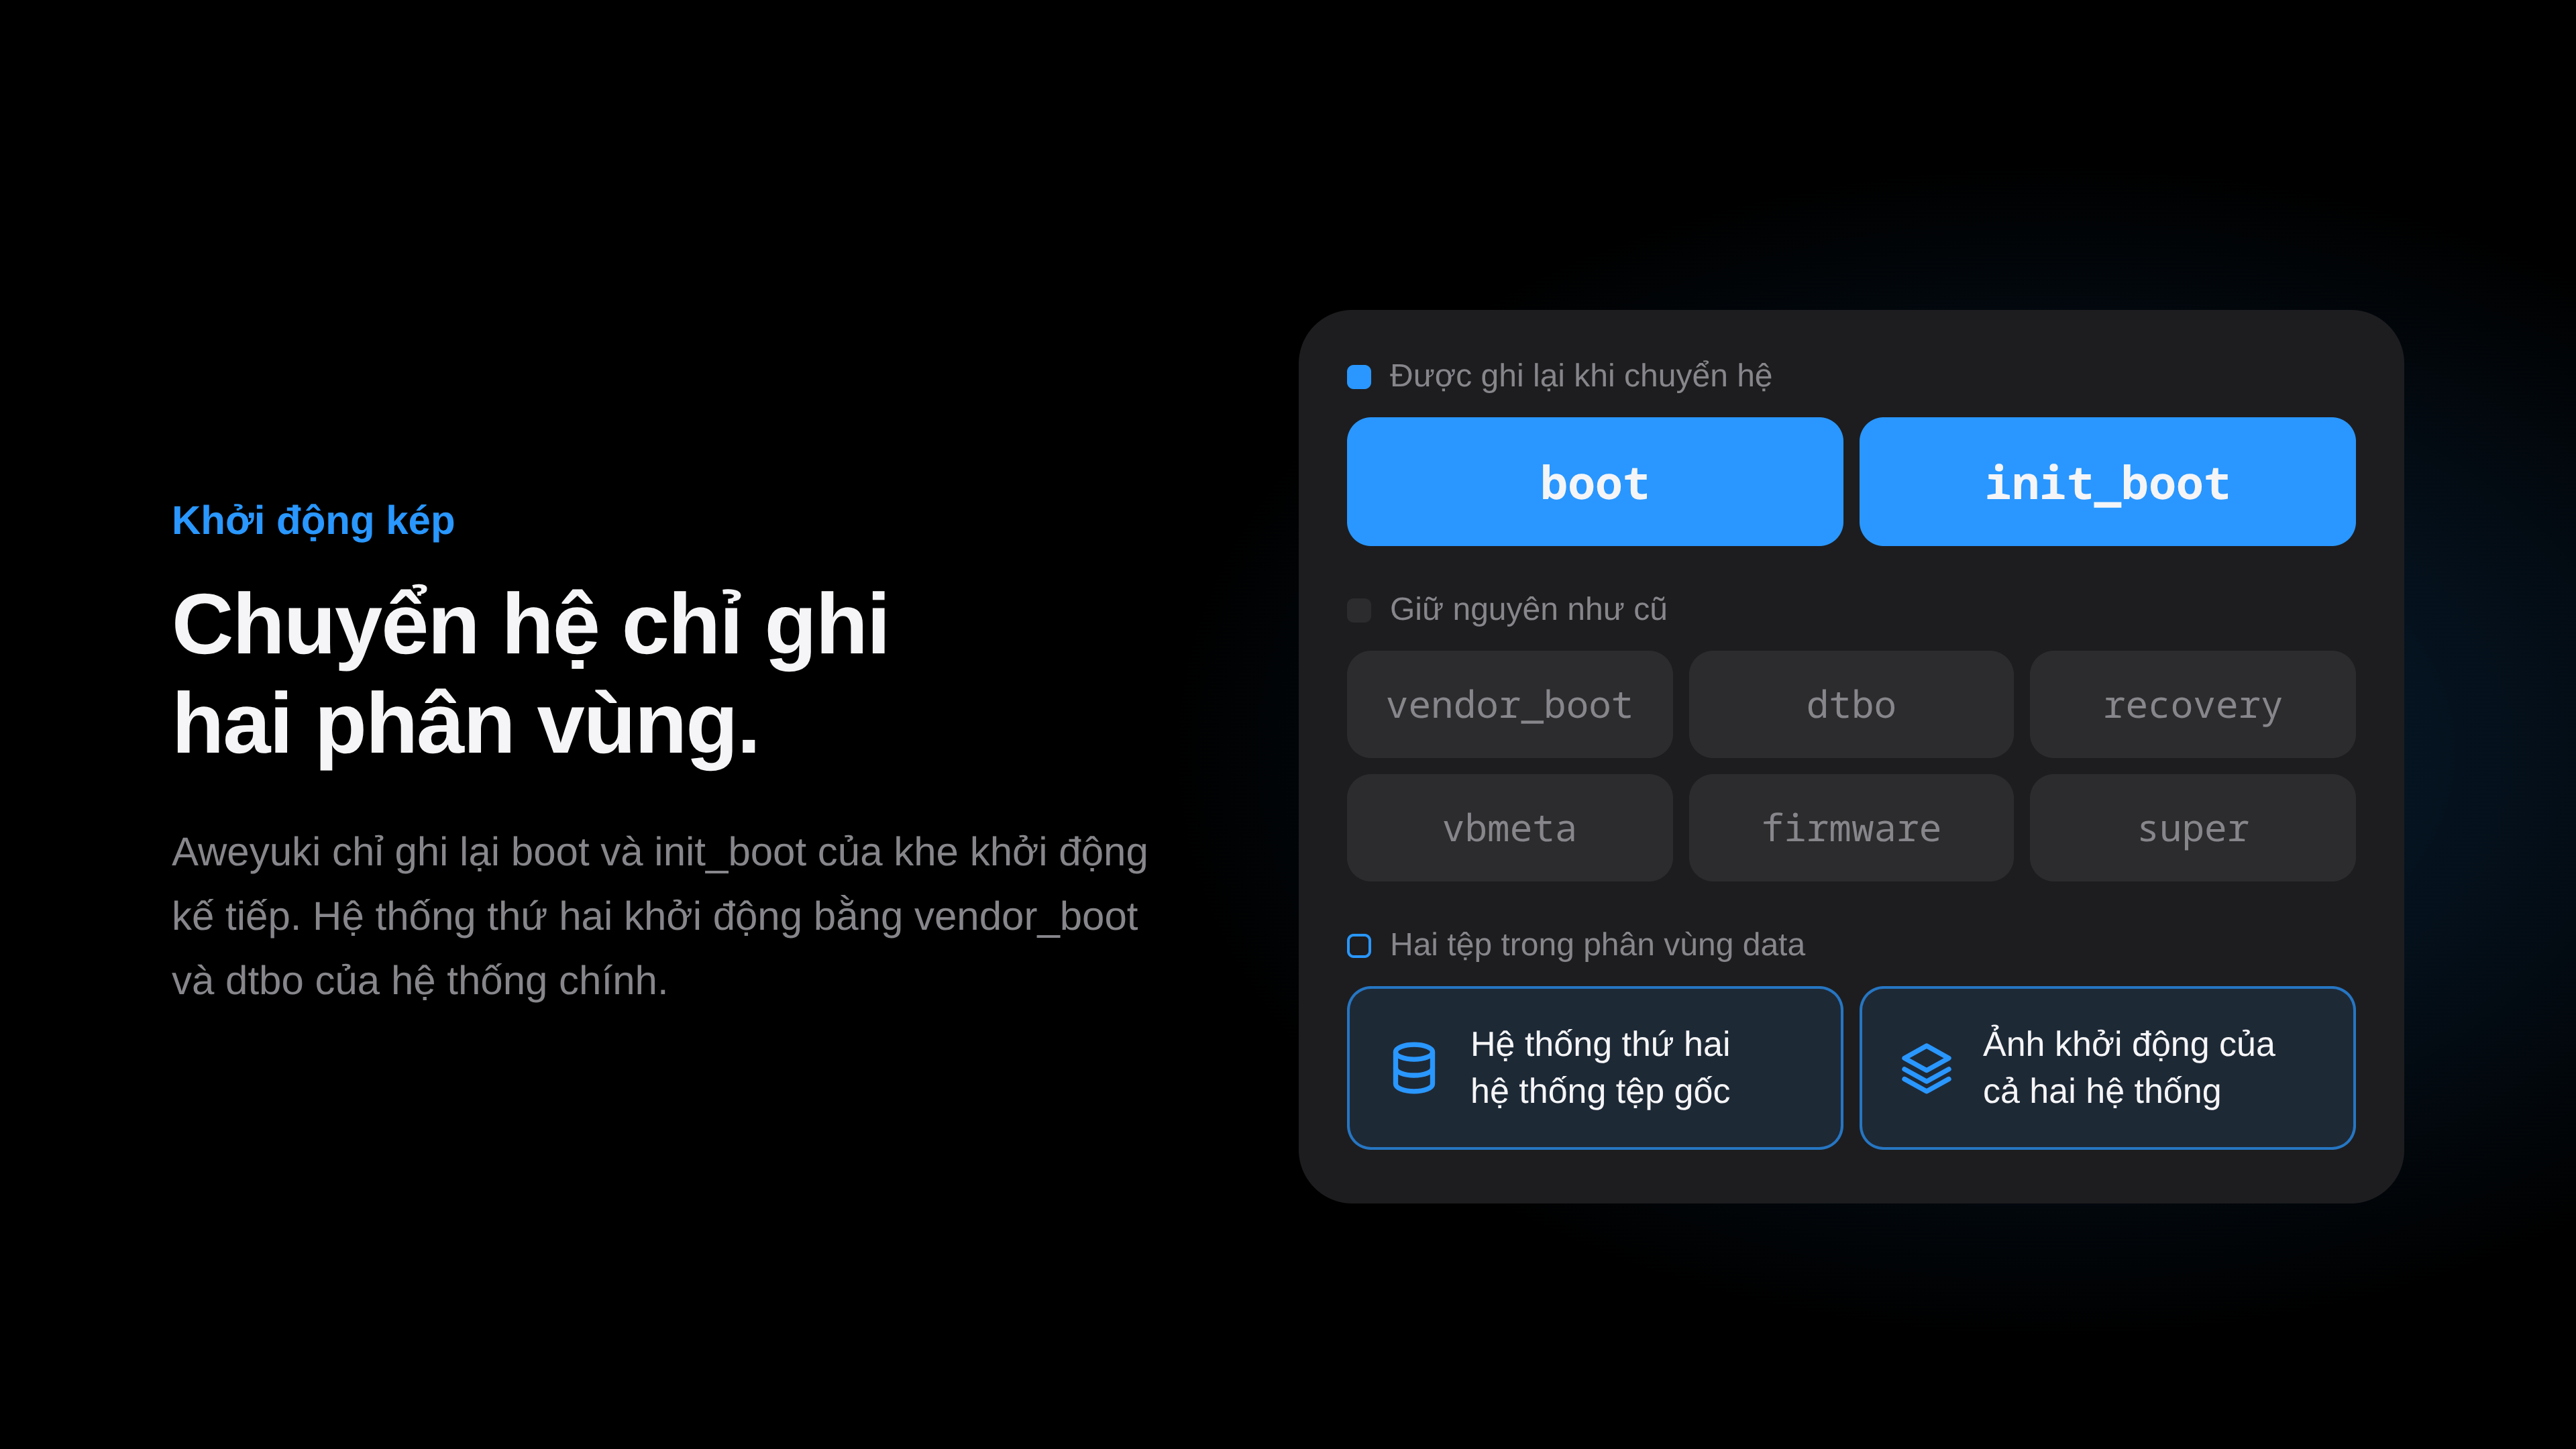 Khởi động kép
Chuyển hệ chỉ ghi
hai phân vùng.
Aweyuki chỉ ghi lại boot và init_boot của khe khởi động
kế tiếp. Hệ thống thứ hai khởi động bằng vendor_boot
và dtbo của hệ thống chính.
Được ghi lại khi chuyển hệ
boot
init_boot
Giữ nguyên như cũ
vendor_boot
dtbo
recovery
vbmeta
firmware
super
Hai tệp trong phân vùng data
Hệ thống thứ hai
hệ thống tệp gốc
Ảnh khởi động của
cả hai hệ thống